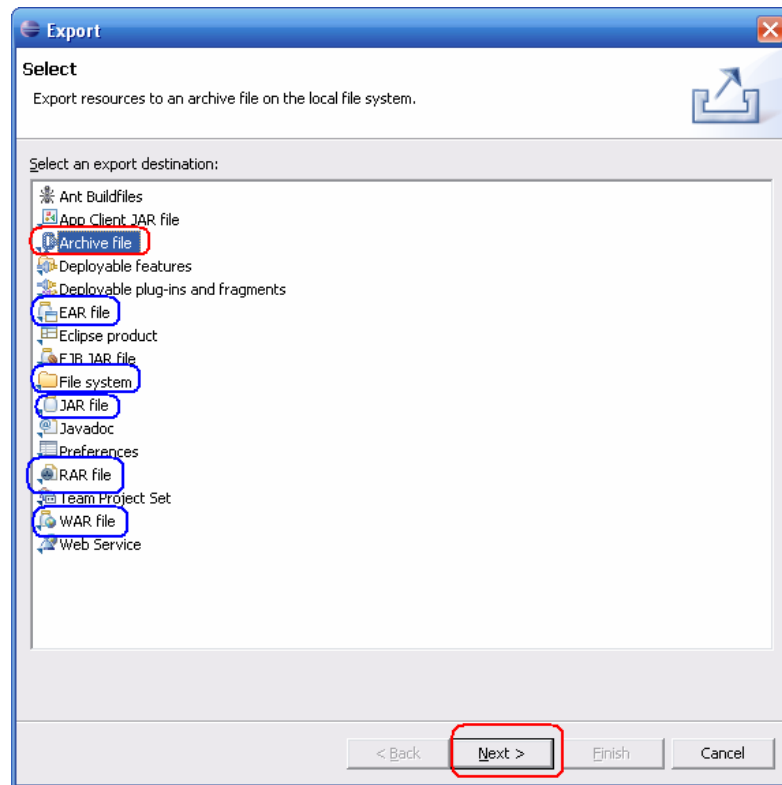 Export
Select
Export resources to an archive file on the local file system.
Select an export destination:
Ant Buildfiles
App Client JAR file
Archive file
Deployable features
Deployable plug-ins and fragments
EAR file
Eclipse product
EJB JAR file
File system
JAR file
Javadoc
Preferences
RAR file
Team Project Set
WAR file
Web Service
< Back Next > Finish Cancel